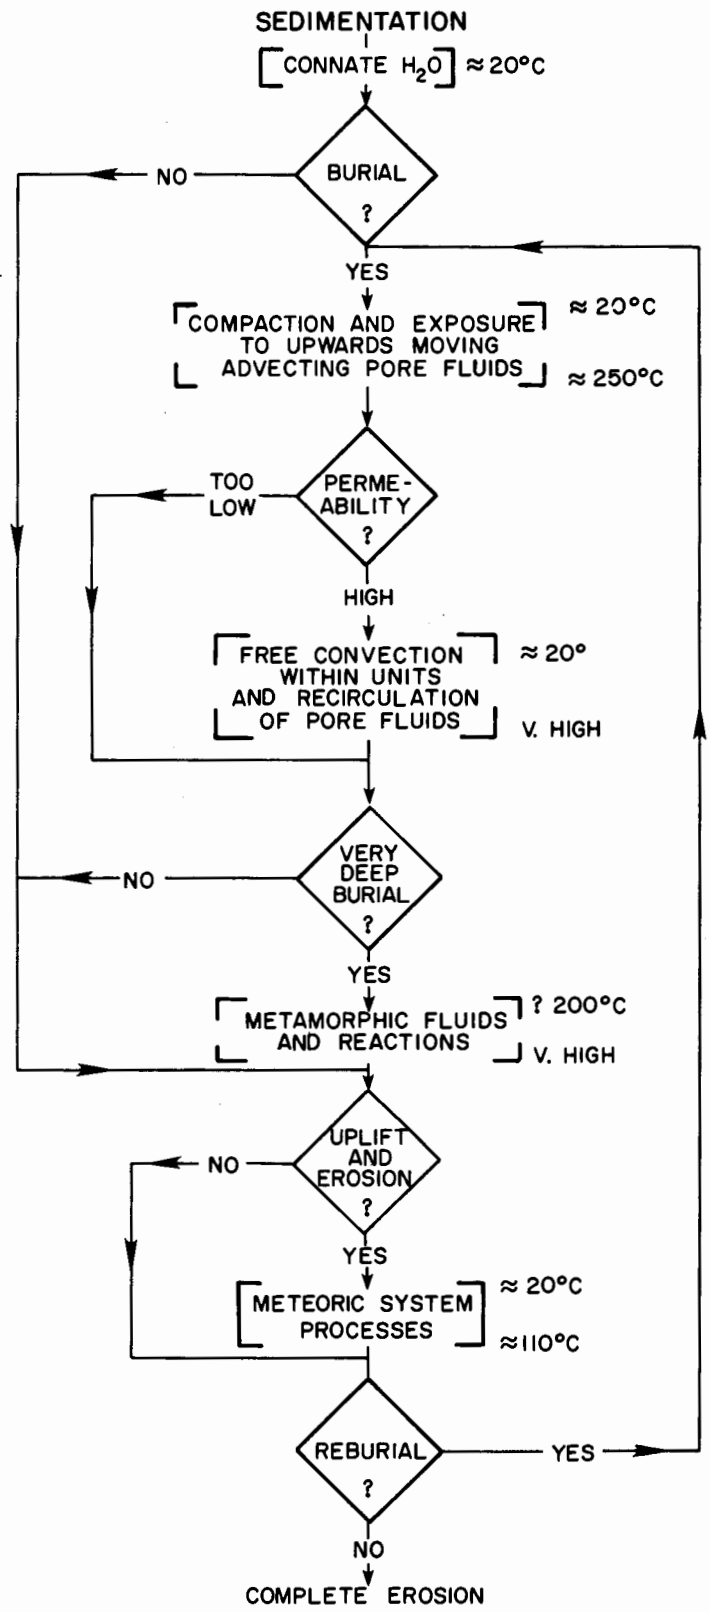 SEDIMENTATION
[CONNATE H₂O] ≈20°C
BURIAL
?
NO
YES
COMPACTION AND EXPOSURE
TO UPWARDS MOVING
ADVECTING PORE FLUIDS
≈20°C
≈250°C
PERME-
ABILITY
?
TOO
LOW
HIGH
FREE CONVECTION
WITHIN UNITS
AND RECIRCULATION
OF PORE FLUIDS
≈20°
V. HIGH
VERY
DEEP
BURIAL
?
NO
YES
METAMORPHIC FLUIDS
AND REACTIONS
? 200°C
V. HIGH
UPLIFT
AND
EROSION
?
NO
YES
METEORIC SYSTEM
PROCESSES
≈20°C
≈110°C
REBURIAL
?
YES
NO
COMPLETE EROSION